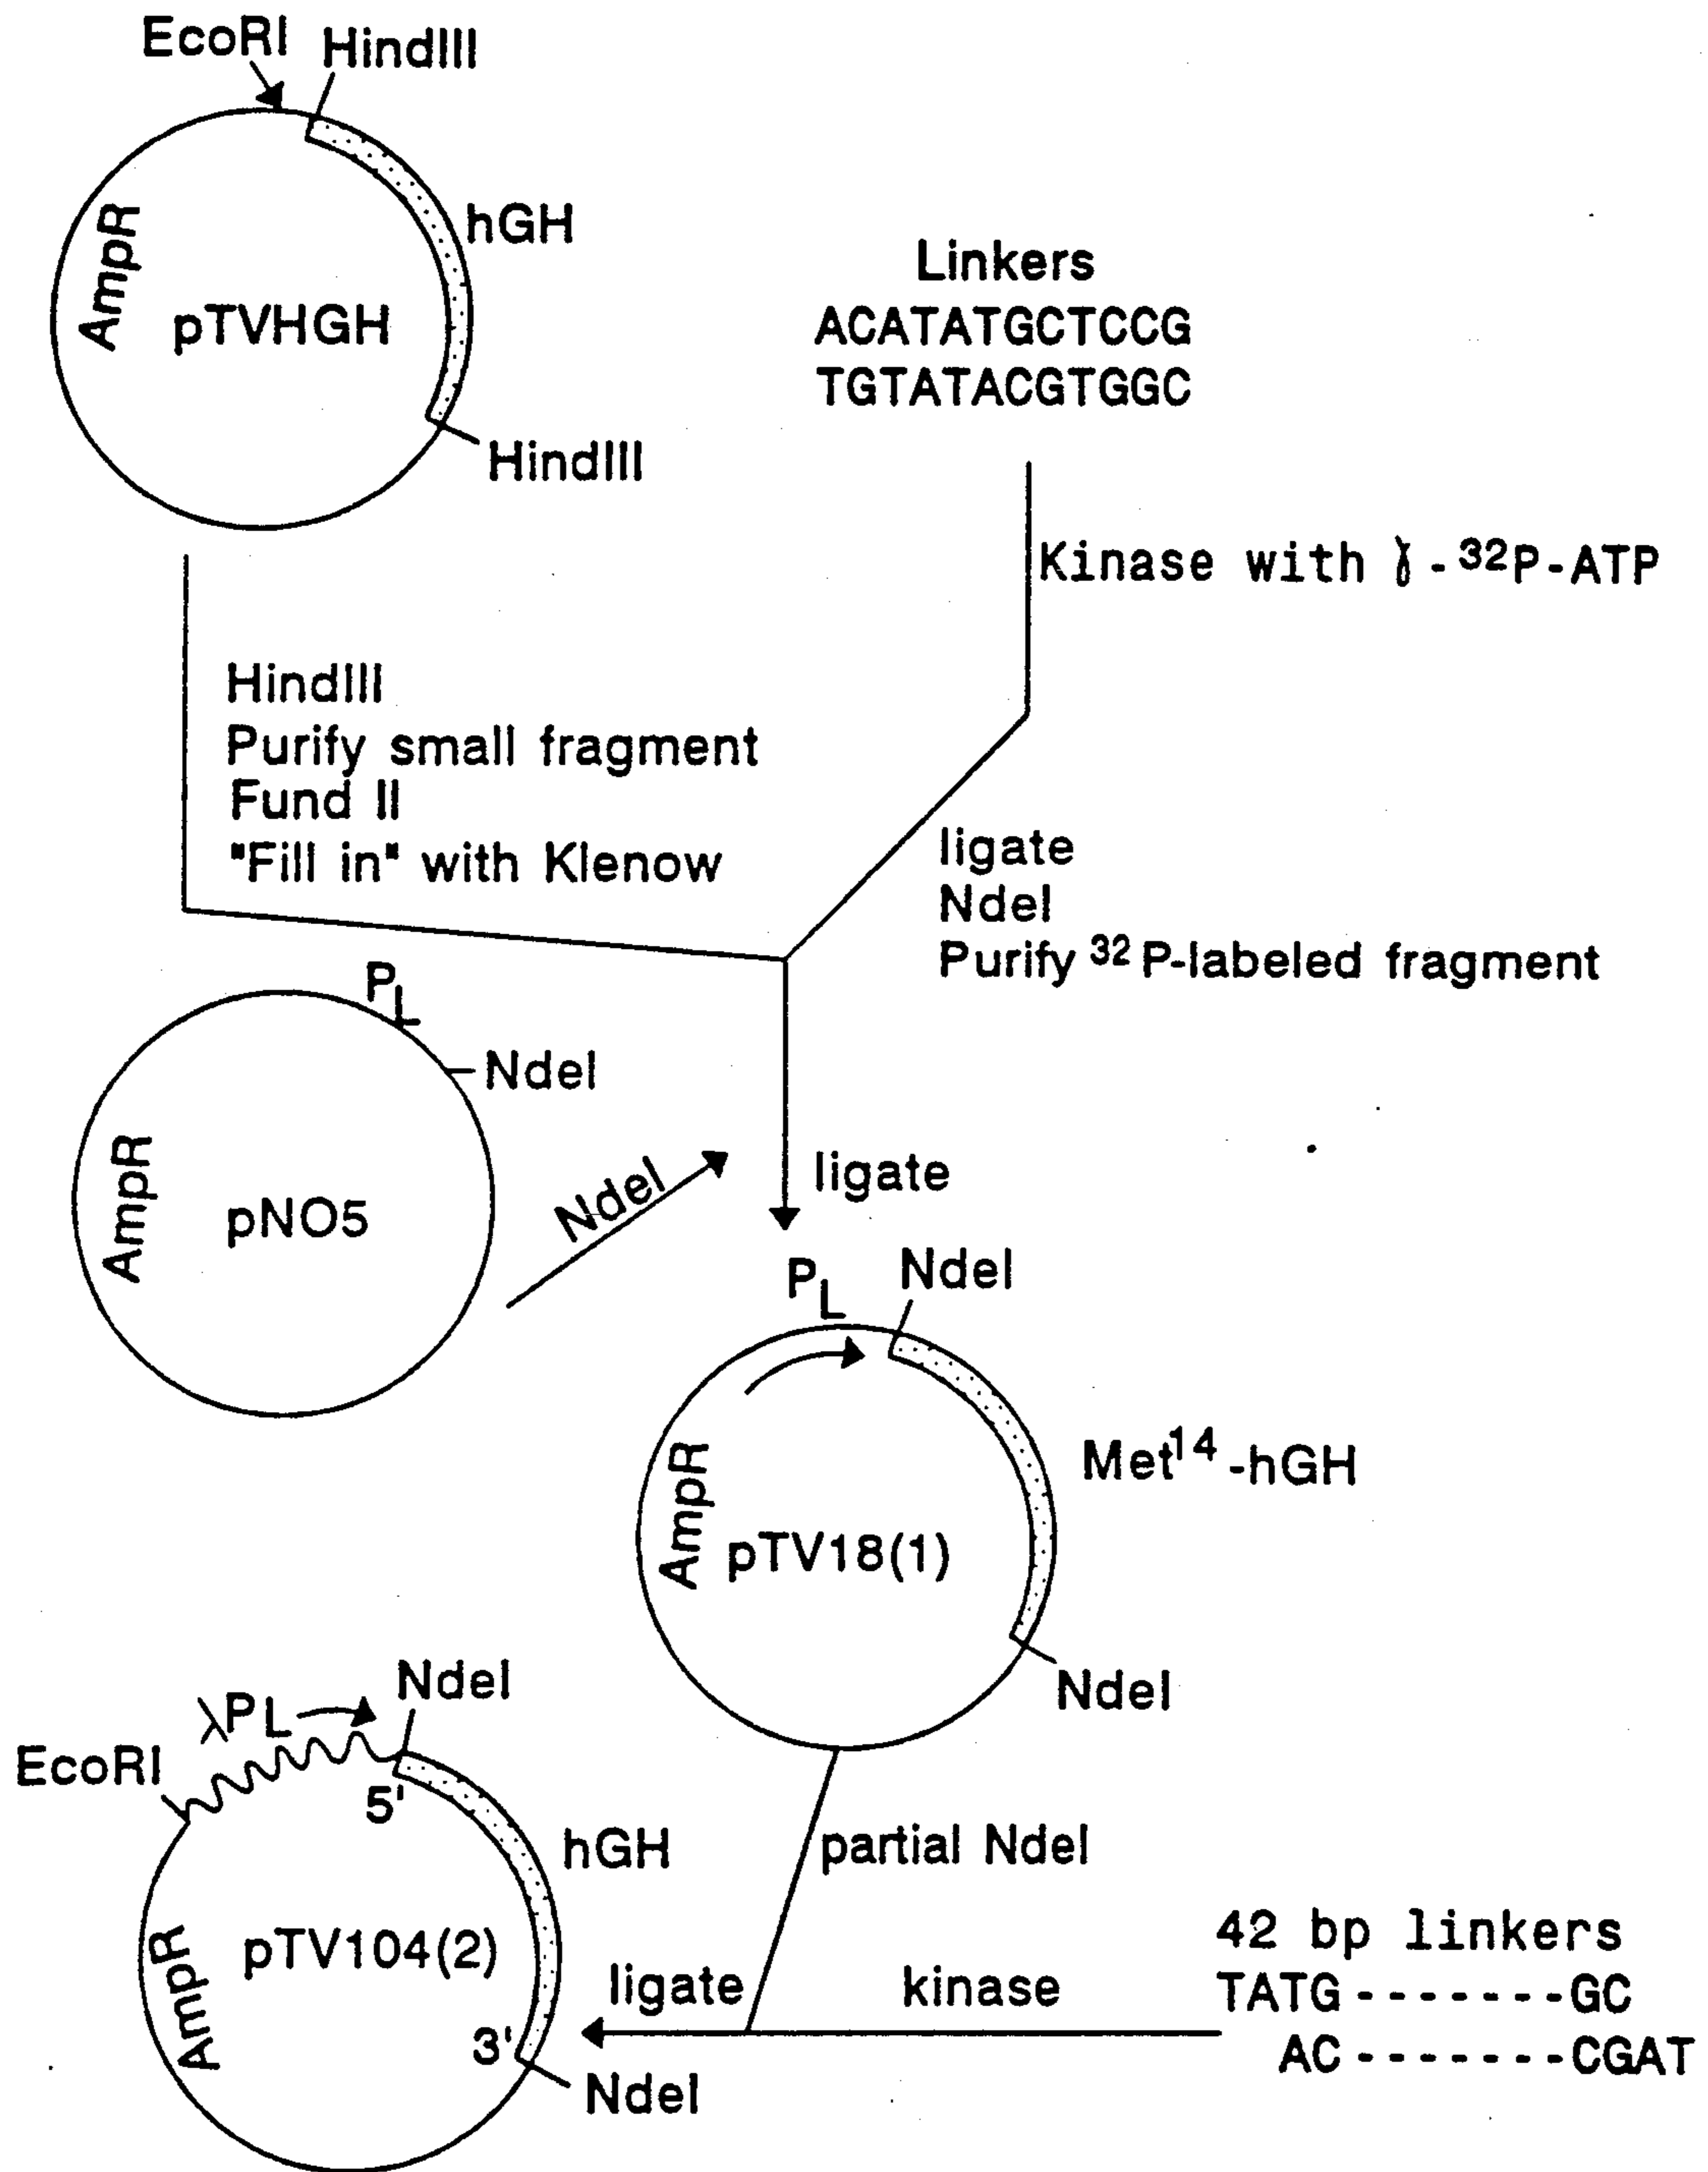 EcoRI
HindIII
hGH
AmpR
pTVHGH
HindIII
Linkers
ACATATGCTCCG
TGTATACGTGGC
Kinase with γ-32P-ATP
HindIII
Purify small fragment
Fund II
"Fill in" with Klenow
ligate
NdeI
Purify 32P-labeled fragment
PL
NdeI
AmpR
pNO5
NdeI
ligate
PL
NdeI
Met14-hGH
AmpR
pTV18(1)
NdeI
λPL
NdeI
EcoRI
5'
hGH
AmpR
pTV104(2)
3'
NdeI
partial NdeI
ligate
kinase
42 bp linkers
TATG-------GC
AC-------CGAT